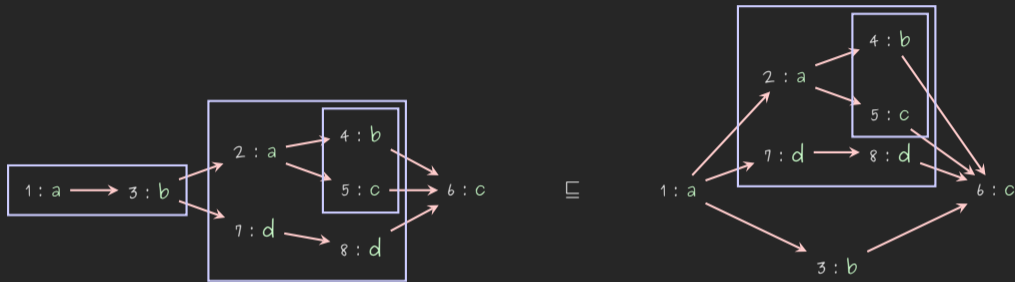 1 : a
3 : b
2 : a
4 : b
5 : c
7 : d
8 : d
6 : c
⊑
1 : a
2 : a
4 : b
5 : c
7 : d
8 : d
6 : c
3 : b